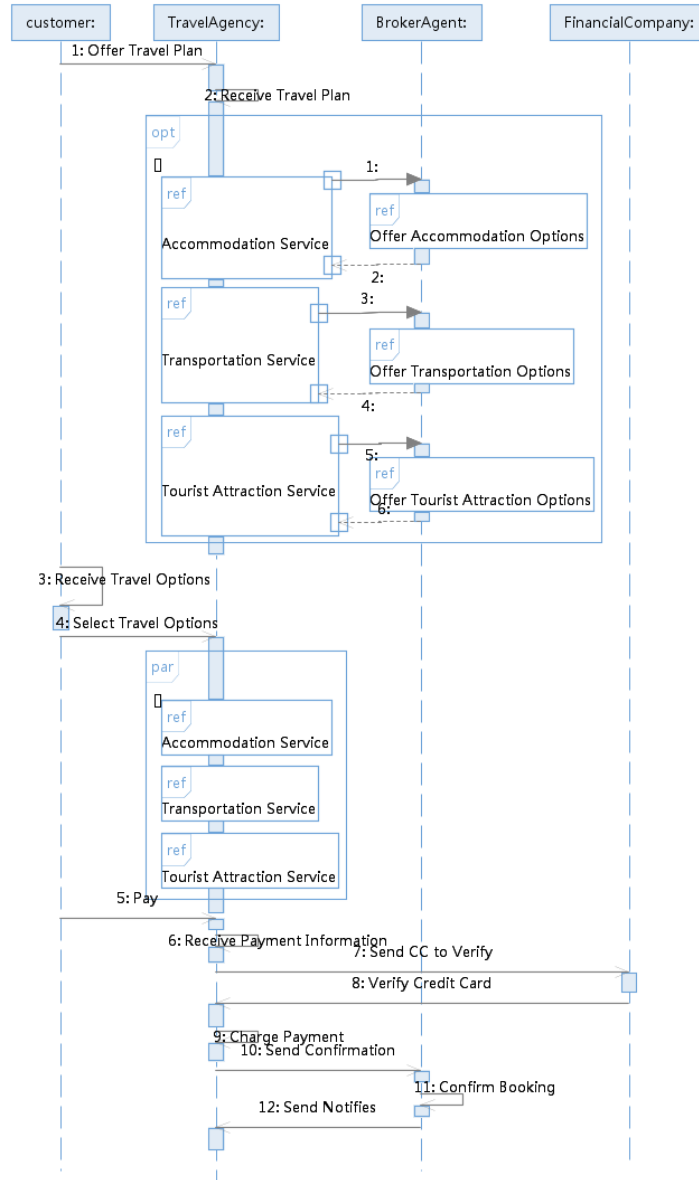 customer:
TravelAgency:
BrokerAgent:
FinancialCompany:
1: Offer Travel Plan
2: Receive Travel Plan
opt
[]
1:
ref
Accommodation Service
ref
Offer Accommodation Options
2:
3:
ref
Transportation Service
ref
Offer Transportation Options
4:
ref
5:
Tourist Attraction Service
ref
Offer Tourist Attraction Options
6:
3: Receive Travel Options
4: Select Travel Options
par
[]
ref
Accommodation Service
ref
Transportation Service
ref
Tourist Attraction Service
5: Pay
6: Receive Payment Information
7: Send CC to Verify
8: Verify Credit Card
9: Charge Payment
10: Send Confirmation
11: Confirm Booking
12: Send Notifies